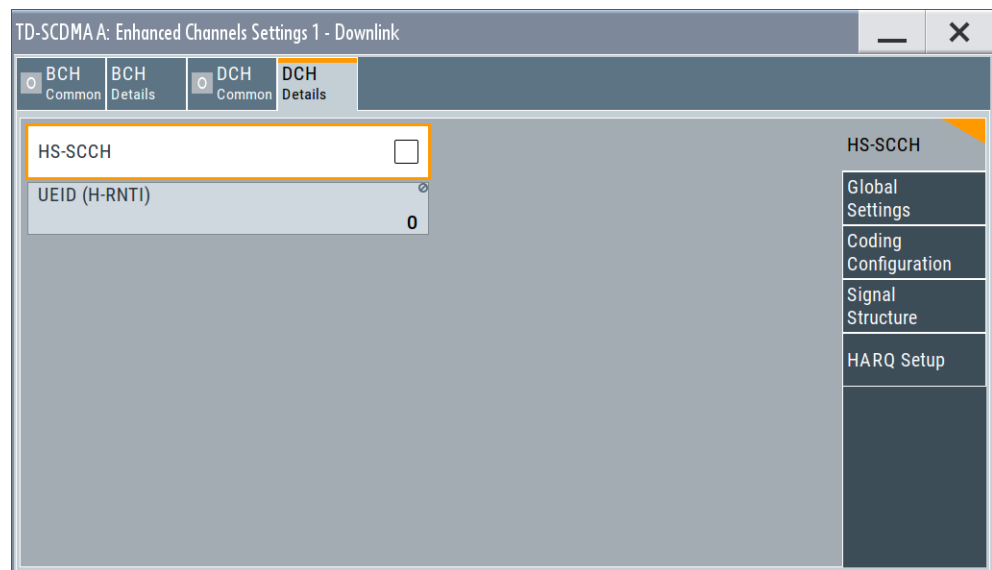 TD-SCDMA A: Enhanced Channels Settings 1 - Downlink
O BCH Common
BCH Details
O DCH Common
DCH Details
HS-SCCH
UEID (H-RNTI)
0
HS-SCCH
Global
Settings
Coding
Configuration
Signal
Structure
HARQ Setup